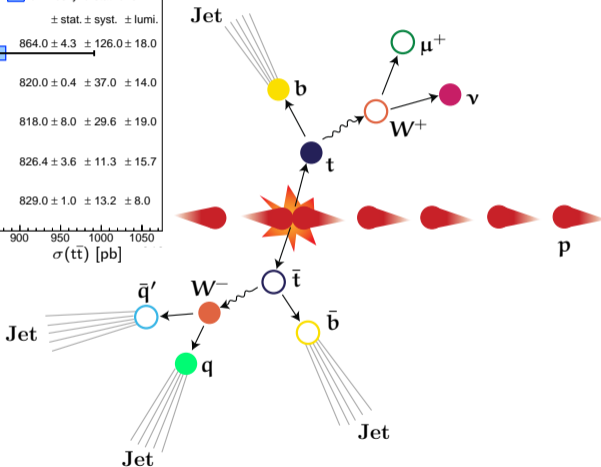 ± stat. ± syst. ± lumi.
864.0 ± 4.3 ± 126.0 ± 18.0
820.0 ± 0.4 ± 37.0 ± 14.0
818.0 ± 8.0 ± 29.6 ± 19.0
826.4 ± 3.6 ± 11.3 ± 15.7
829.0 ± 1.0 ± 13.2 ± 8.0
900 950 1000 1050
σ(tt̄) [pb]
Jet
b
μ⁺
ν
W⁺
t
p
t̄
W⁻
q̄′
b̄
Jet
q
Jet
Jet